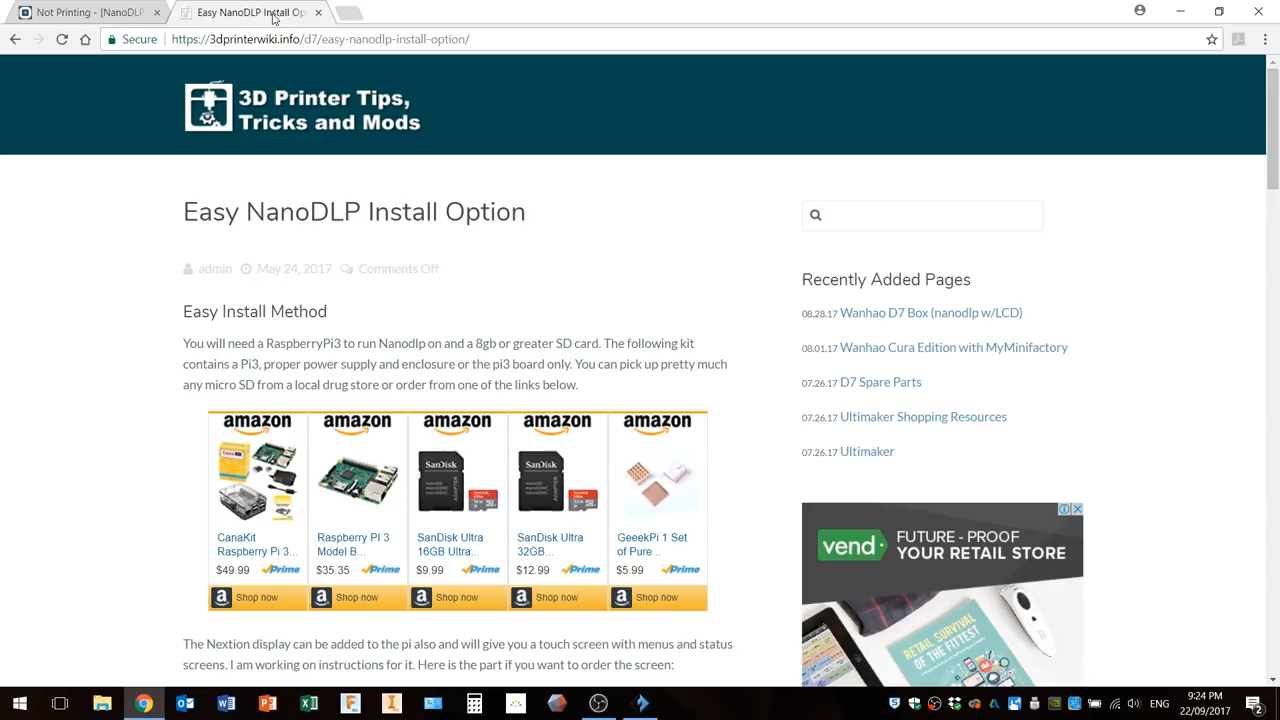 Not Printing - [NanoDLP
Easy NanoDLP Install Op
Secure
https://3dprinterwiki.info/d7/easy-nanodlp-install-option/
3D Printer Tips,
Tricks and Mods
Easy NanoDLP Install Option
admin
May 24, 2017
Comments Off
Easy Install Method
You will need a RaspberryPi3 to run Nanodlp on and a 8gb or greater SD card. The following kit
contains a Pi3, proper power supply and enclosure or the pi3 board only. You can pick up pretty much
any micro SD from a local drug store or order from one of the links below.
amazon
amazon
amazon
amazon
amazon
SanDisk
SanDisk
CanaKit
Raspberry Pi 3...
Raspberry PI 3
Model B...
SanDisk Ultra
16GB Ultra...
SanDisk Ultra
32GB...
GeeekPi 1 Set
of Pure...
$49.99 Prime
$35.35 Prime
$9.99 Prime
$12.99 Prime
$5.99 Prime
Shop now
Shop now
Shop now
Shop now
Shop now
The Nextion display can be added to the pi also and will give you a touch screen with menus and status
screens. I am working on instructions for it. Here is the part if you want to order the screen:
Recently Added Pages
08.28.17 Wanhao D7 Box (nanodlp w/LCD)
08.01.17 Wanhao Cura Edition with MyMinifactory
07.26.17 D7 Spare Parts
07.26.17 Ultimaker Shopping Resources
07.26.17 Ultimaker
vend
FUTURE - PROOF
YOUR RETAIL STORE
RETAIL SURVIVAL
OF THE
FITTEST
ENG
9:24 PM
22/09/2017
2